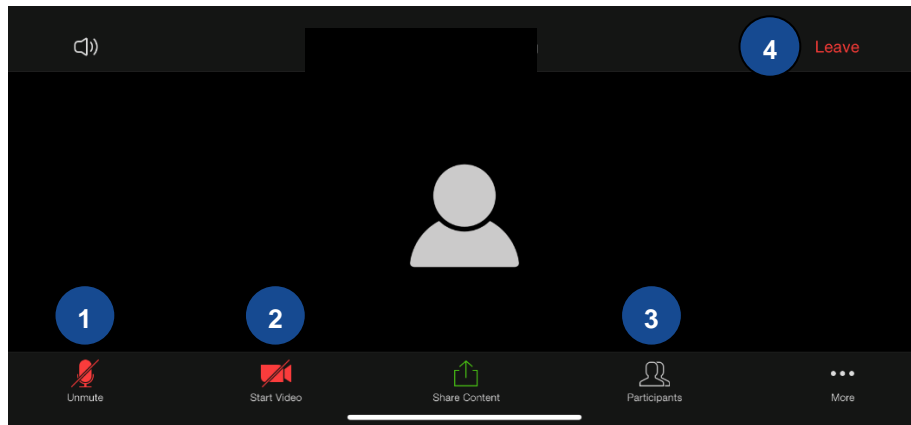 4 Leave
1
2
3
Unmute
Start Video
Share Content
Participants
More